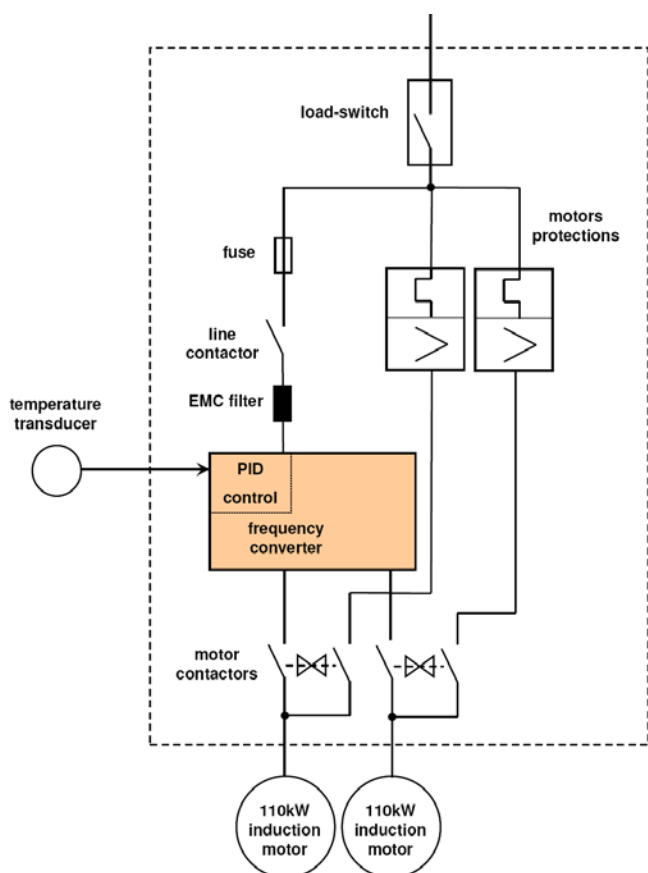 load-switch
motors
protections
fuse
line
contactor
EMC filter
temperature
transducer
PID
control
frequency
converter
motor
contactors
110kW
induction
motor
110kW
induction
motor